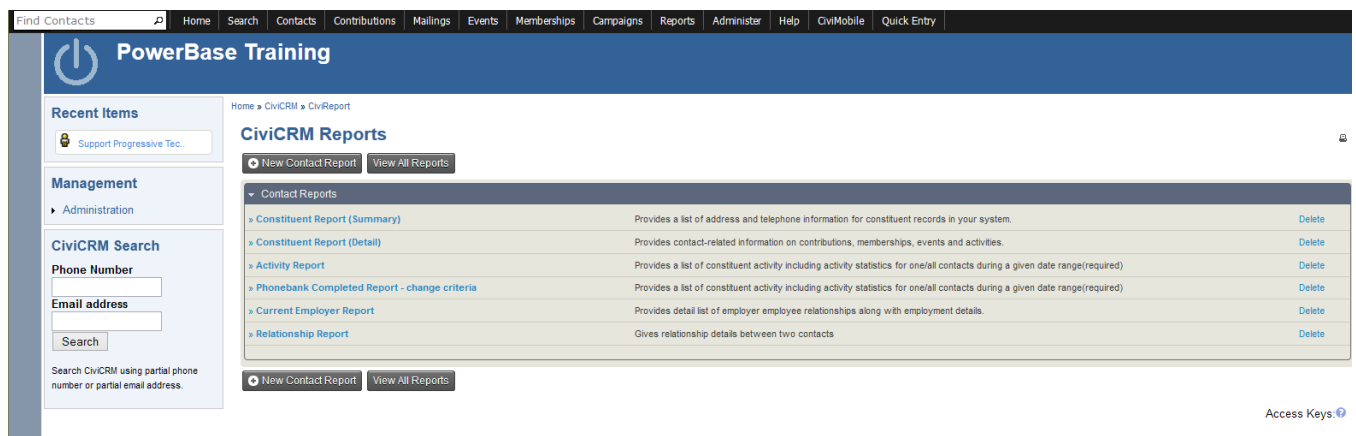 Find Contacts
Home Search Contacts Contributions Mailings Events Memberships Campaigns Reports Administer Help CiviMobile Quick Entry
PowerBase Training
Recent Items
Support Progressive Tec..
Management
Administration
CiviCRM Search
Phone Number
Email address
Search
Search CiviCRM using partial phone
number or partial email address.
Home » CiviCRM » CiviReport
CiviCRM Reports
New Contact Report View All Reports
Contact Reports
» Constituent Report (Summary) Provides a list of address and telephone information for constituent records in your system. Delete
» Constituent Report (Detail) Provides contact-related information on contributions, memberships, events and activities. Delete
» Activity Report Provides a list of constituent activity including activity statistics for one/all contacts during a given date range(required) Delete
» Phonebank Completed Report - change criteria Provides a list of constituent activity including activity statistics for one/all contacts during a given date range(required) Delete
» Current Employer Report Provides detail list of employer employee relationships along with employment details. Delete
» Relationship Report Gives relationship details between two contacts Delete
New Contact Report View All Reports
Access Keys:?